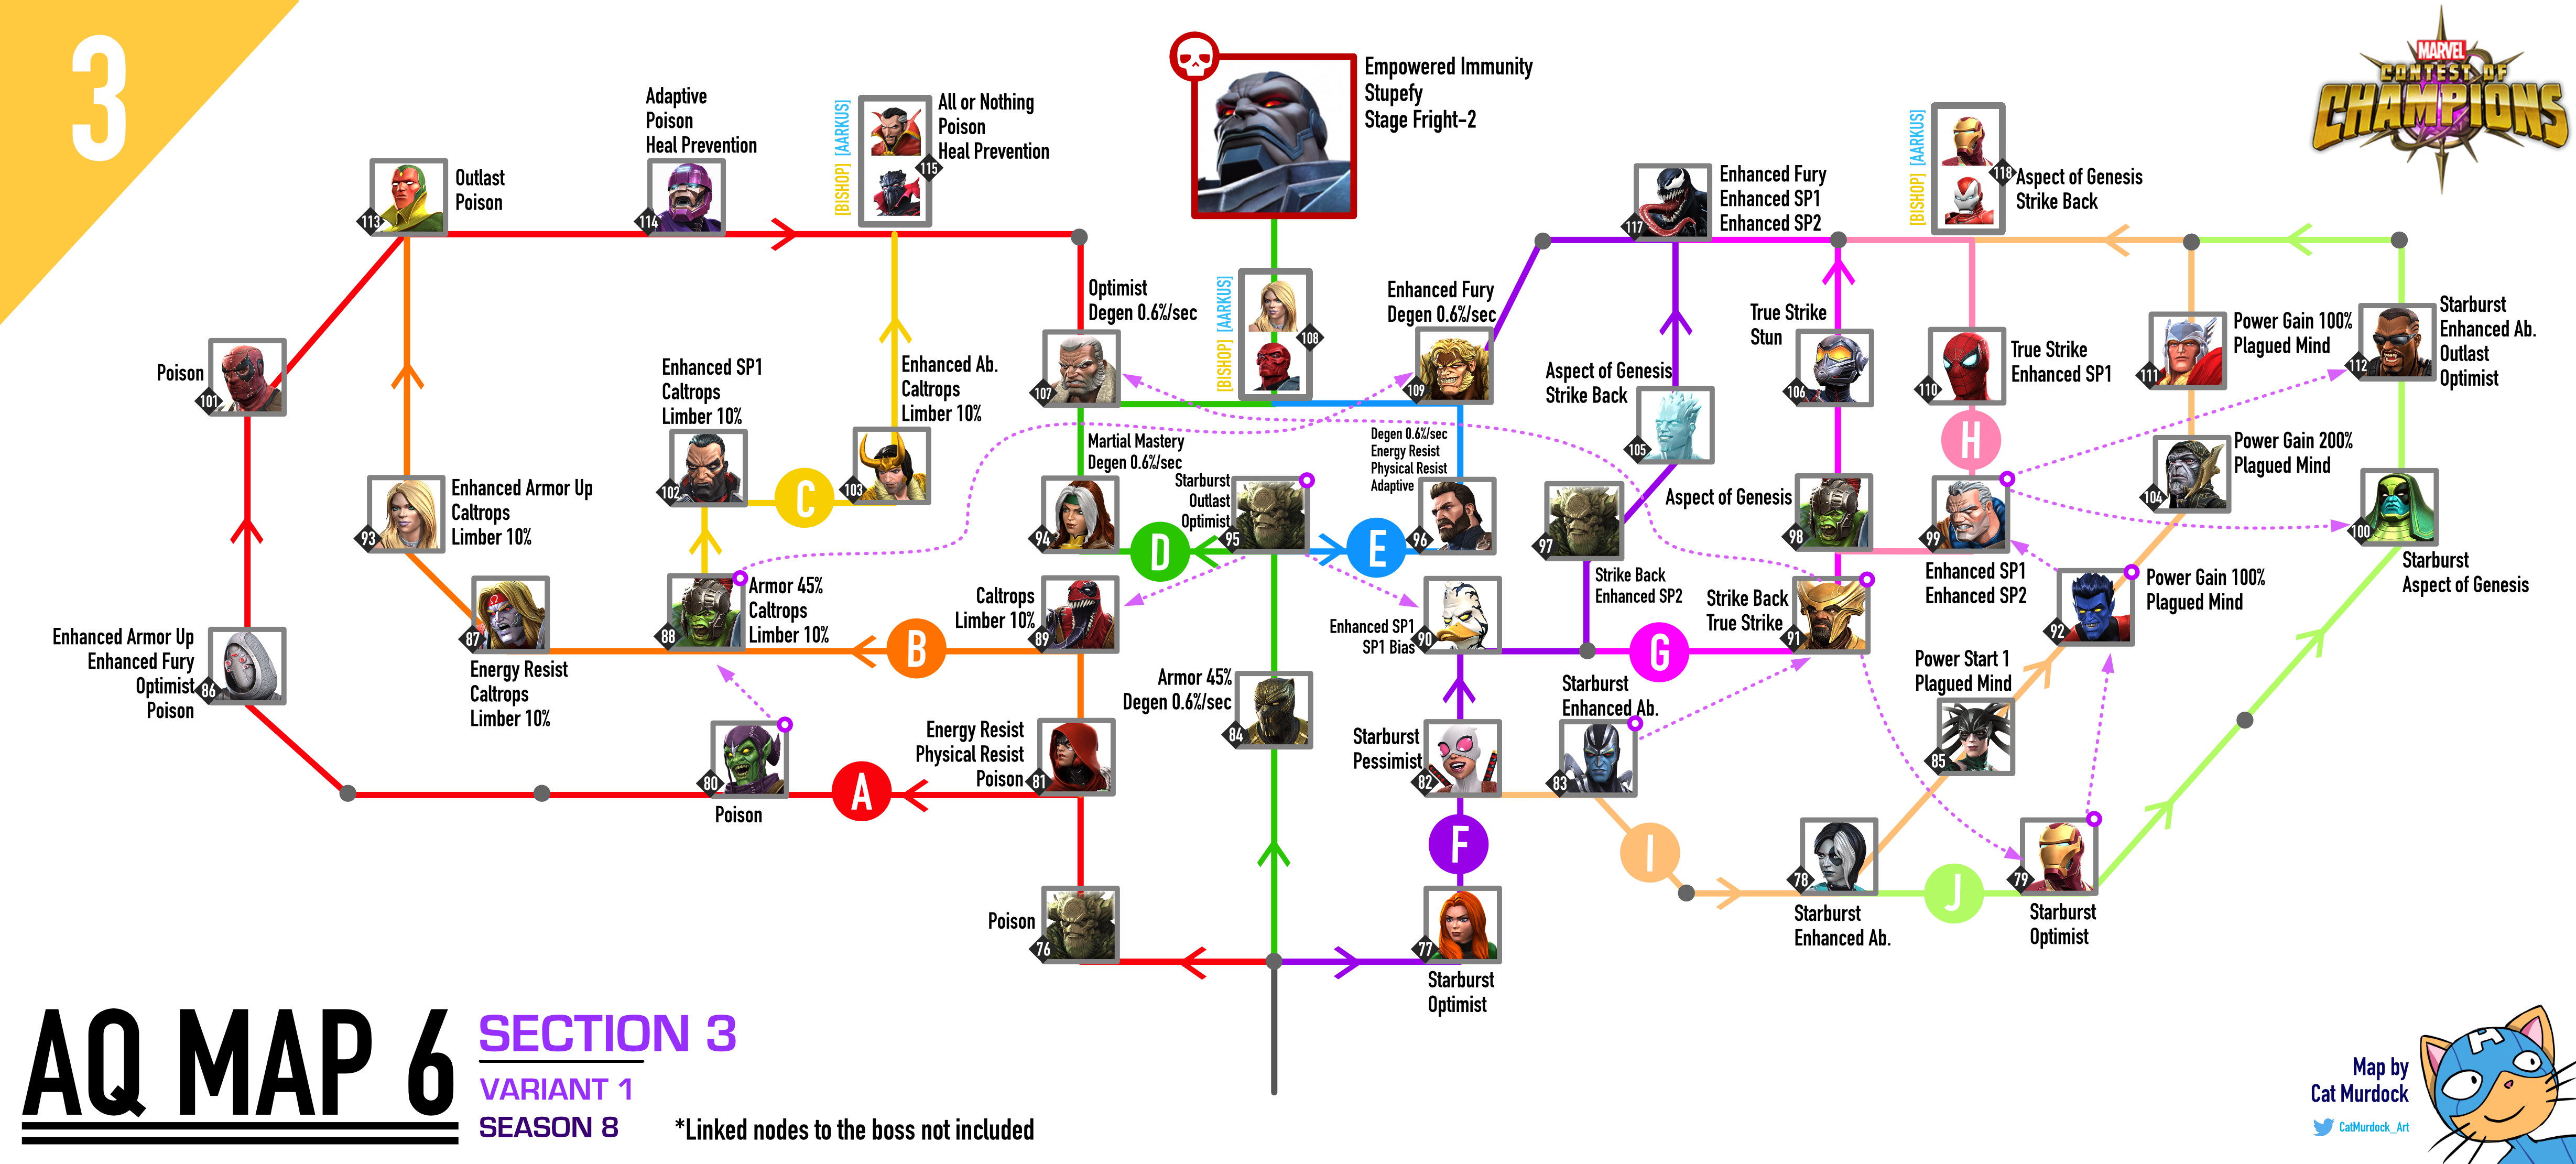 3
MARVEL
CONTEST OF
CHAMPIONS
Empowered Immunity
Stupefy
Stage Fright-2
Adaptive
Poison
Heal Prevention
114
[BISHOP] [AARKUS]
All or Nothing
Poison
Heal Prevention
115
Outlast
Poison
113
Enhanced Fury
Enhanced SP1
Enhanced SP2
117
[BISHOP] [AARKUS]
118
Aspect of Genesis
Strike Back
Poison
101
Enhanced SP1
Caltrops
Limber 10%
102
C
Enhanced Ab.
Caltrops
Limber 10%
103
Optimist
Degen 0.6%/sec
107
[BISHOP] [AARKUS]
108
Enhanced Fury
Degen 0.6%/sec
109
Aspect of Genesis
Strike Back
105
True Strike
Stun
106
True Strike
Enhanced SP1
110
H
Power Gain 100%
Plagued Mind
111
Starburst
Enhanced Ab.
Outlast
Optimist
112
Enhanced Armor Up
Caltrops
Limber 10%
93
Martial Mastery
Degen 0.6%/sec
94
D
Starburst
Outlast
Optimist
95
E
Degen 0.6%/sec
Energy Resist
Physical Resist
Adaptive
96
97
Strike Back
Enhanced SP2
Aspect of Genesis
98
99
Enhanced SP1
Enhanced SP2
Power Gain 200%
Plagued Mind
104
100
Starburst
Aspect of Genesis
Enhanced Armor Up
Enhanced Fury
Optimist
Poison
86
87
Energy Resist
Caltrops
Limber 10%
Armor 45%
Caltrops
Limber 10%
88
B
Caltrops
Limber 10%
89
Enhanced SP1
SP1 Bias
90
G
Strike Back
True Strike
91
Power Gain 100%
Plagued Mind
92
80
Poison
A
Energy Resist
Physical Resist
Poison
81
Armor 45%
Degen 0.6%/sec
84
Starburst
Pessimist
82
Starburst
Enhanced Ab.
83
Power Start 1
Plagued Mind
85
F
I
78
Starburst
Enhanced Ab.
J
79
Starburst
Optimist
Poison
76
77
Starburst
Optimist
AQ MAP 6
SECTION 3
VARIANT 1
SEASON 8
*Linked nodes to the boss not included
Map by
Cat Murdock
CatMurdock_Art
A